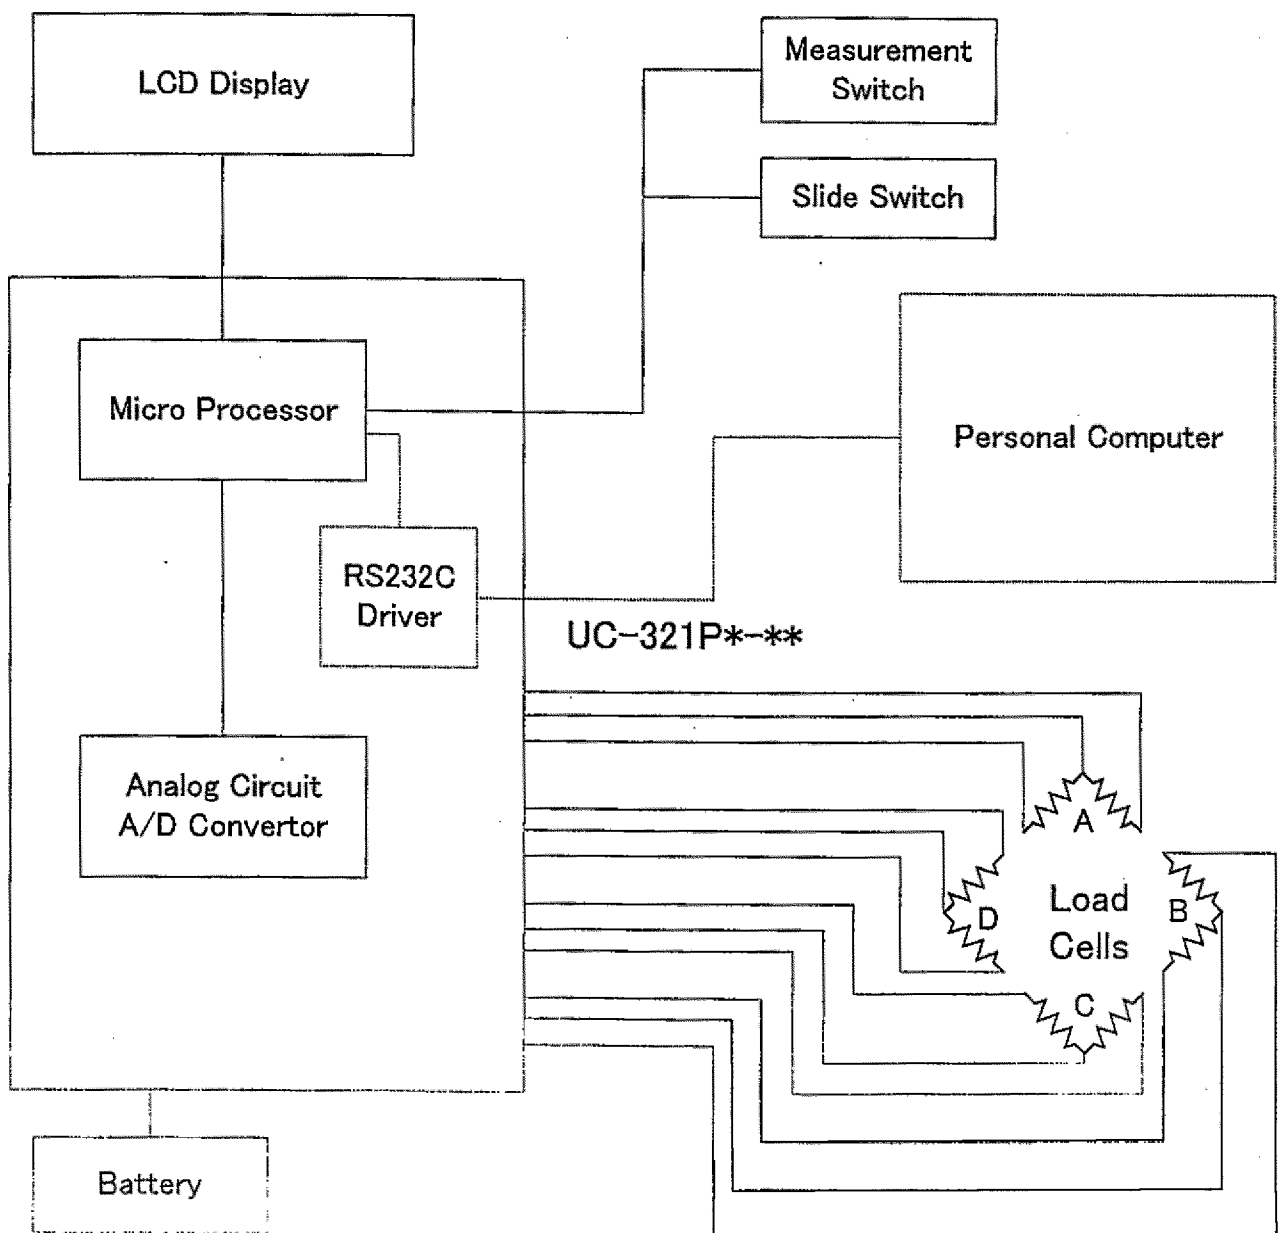 LCD Display
Measurement
Switch
Slide Switch
Micro Processor
Personal Computer
RS232C
Driver
UC-321P*-**
Analog Circuit
A/D Convertor
A
B
C
D
Load
Cells
Battery